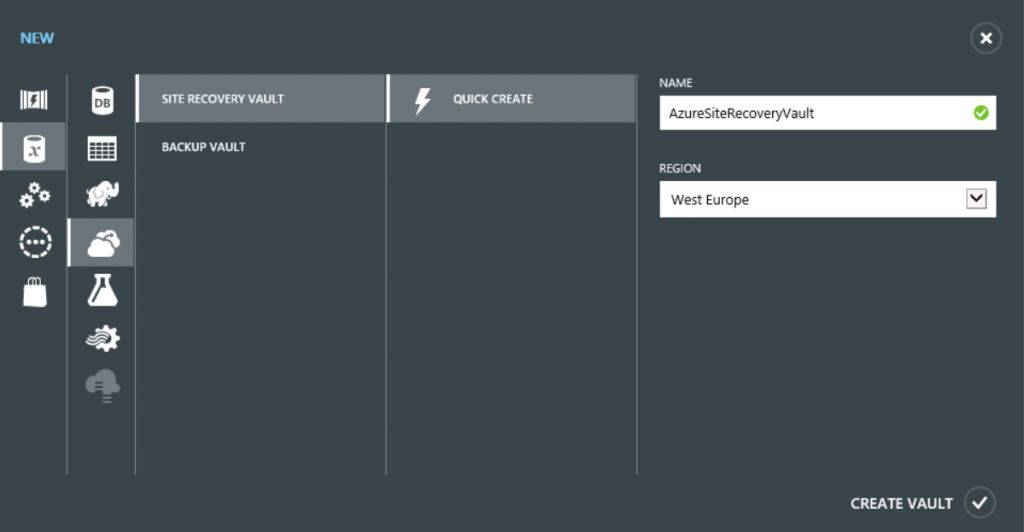 NEW
DB
x
SITE RECOVERY VAULT
BACKUP VAULT
QUICK CREATE
NAME
AzureSiteRecoveryVault
REGION
West Europe
CREATE VAULT